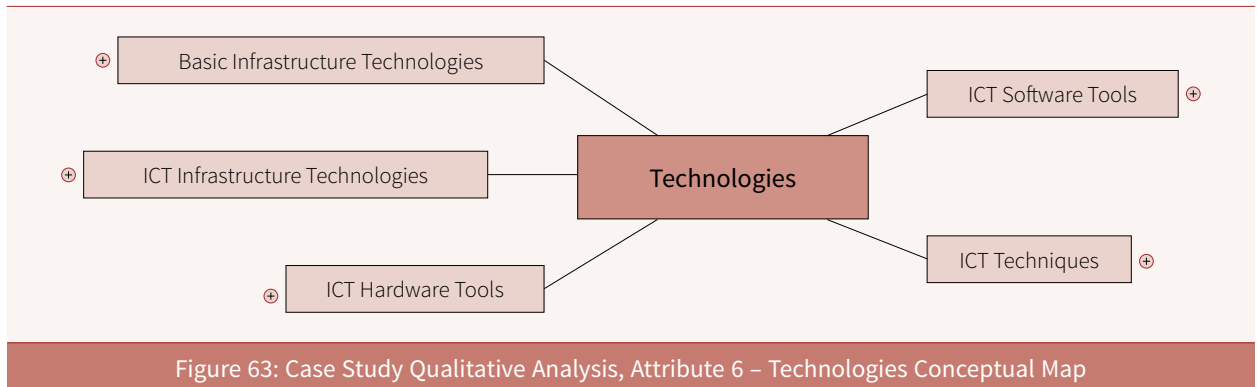 Basic Infrastructure Technologies
ICT Software Tools
ICT Infrastructure Technologies
Technologies
ICT Techniques
ICT Hardware Tools
Figure 63: Case Study Qualitative Analysis, Attribute 6 – Technologies Conceptual Map